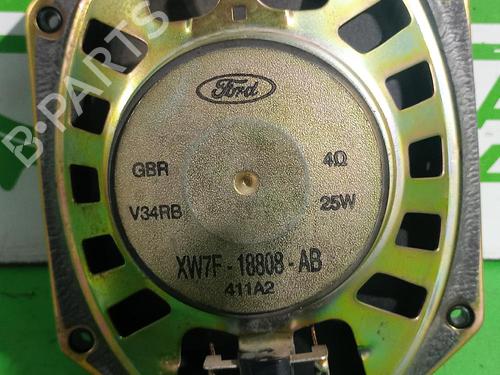 Ford
GBR 4Ω
V34RB 25W
XW7F - 18808 - AB
411A2
B-PARTS